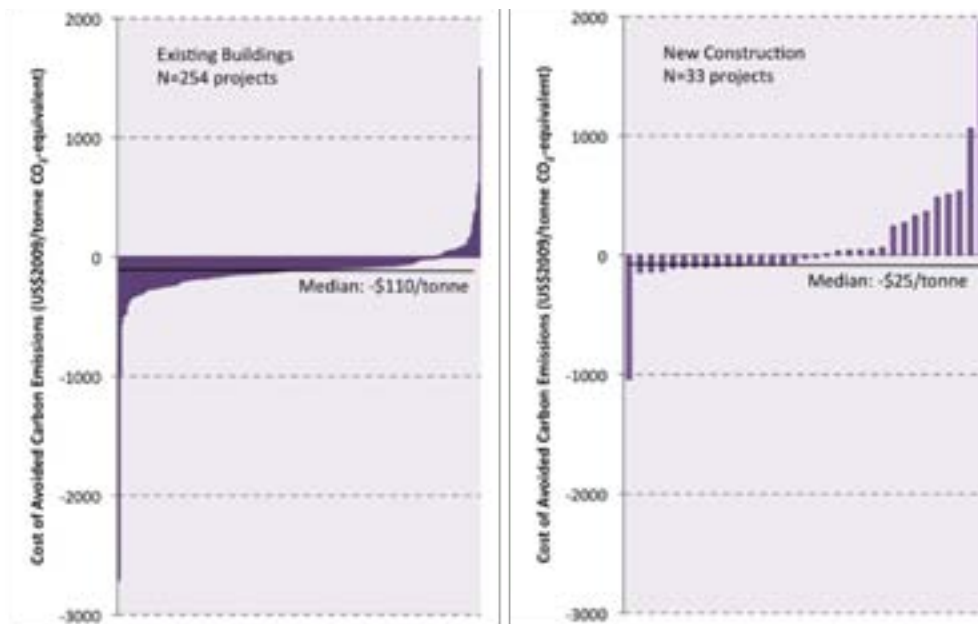 Cost of Avoided Carbon Emissions (US$2009/tonne CO₂-equivalent)
2000
1000
0
-1000
-2000
-3000
Existing Buildings
N=254 projects
Median: -$110/tonne
Cost of Avoided Carbon Emissions (US$2009/tonne CO₂-equivalent)
2000
1000
0
-1000
-2000
-3000
New Construction
N=33 projects
Median: -$25/tonne